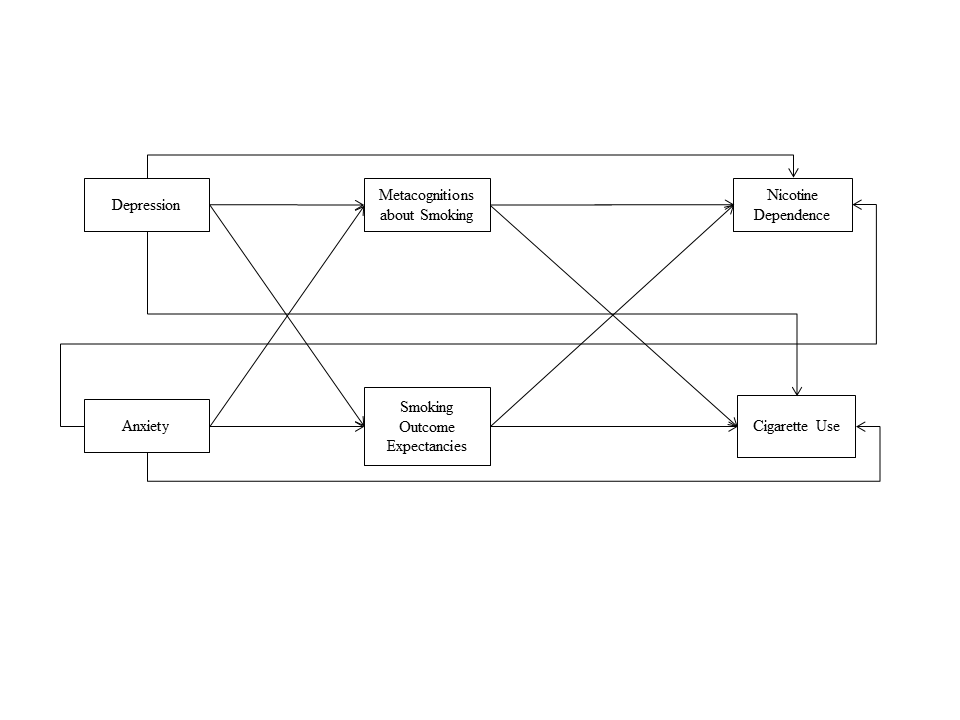 Depression
Metacognitions
about Smoking
Nicotine
Dependence
Anxiety
Smoking
Outcome
Expectancies
Cigarette Use